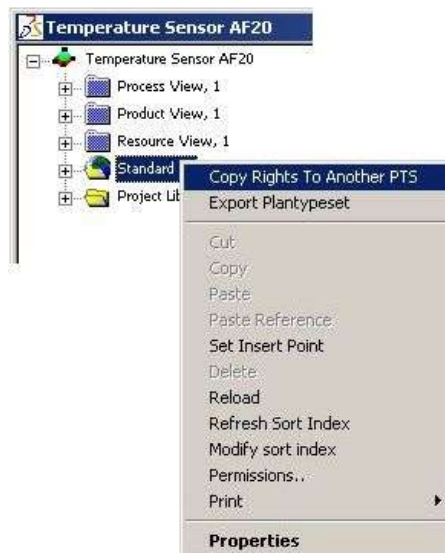 Temperature Sensor AF20
Temperature Sensor AF20
Process View, 1
Product View, 1
Resource View, 1
Standard
Project Lib
Copy Rights To Another PTS
Export Plantypeset
Cut
Copy
Paste
Paste Reference
Set Insert Point
Delete
Reload
Refresh Sort Index
Modify sort index
Permissions..
Print
Properties